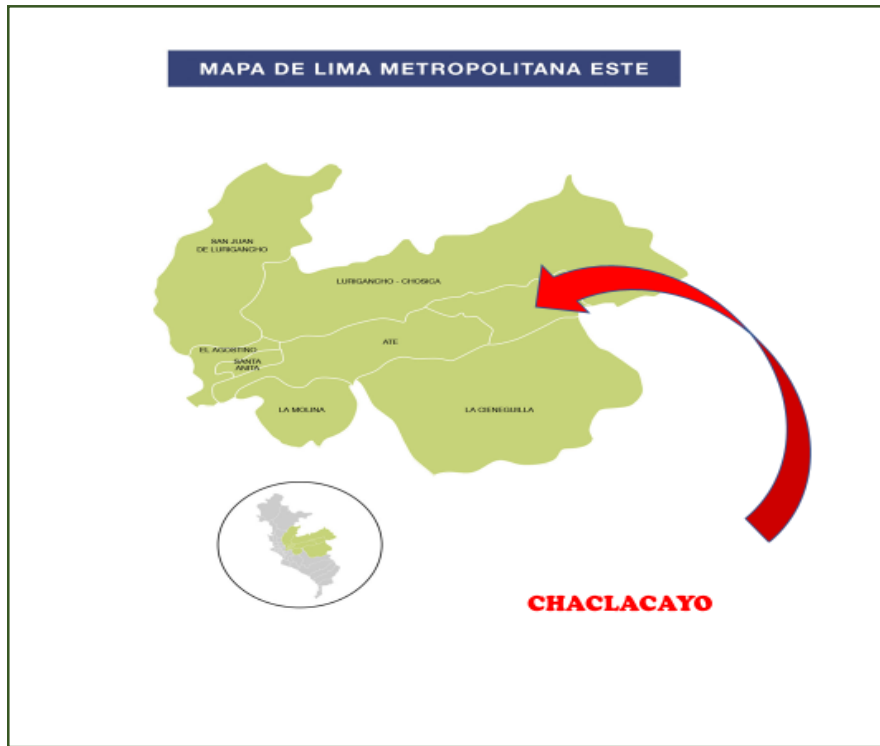 MAPA DE LIMA METROPOLITANA ESTE
SAN JUAN
DE LURIGANCHO
LURIGANCHO - CHOSICA
ATE
EL AGOSTINO
SANTA
ANITA
LA MOLINA
LA CIENEGUILLA
CHACLACAYO